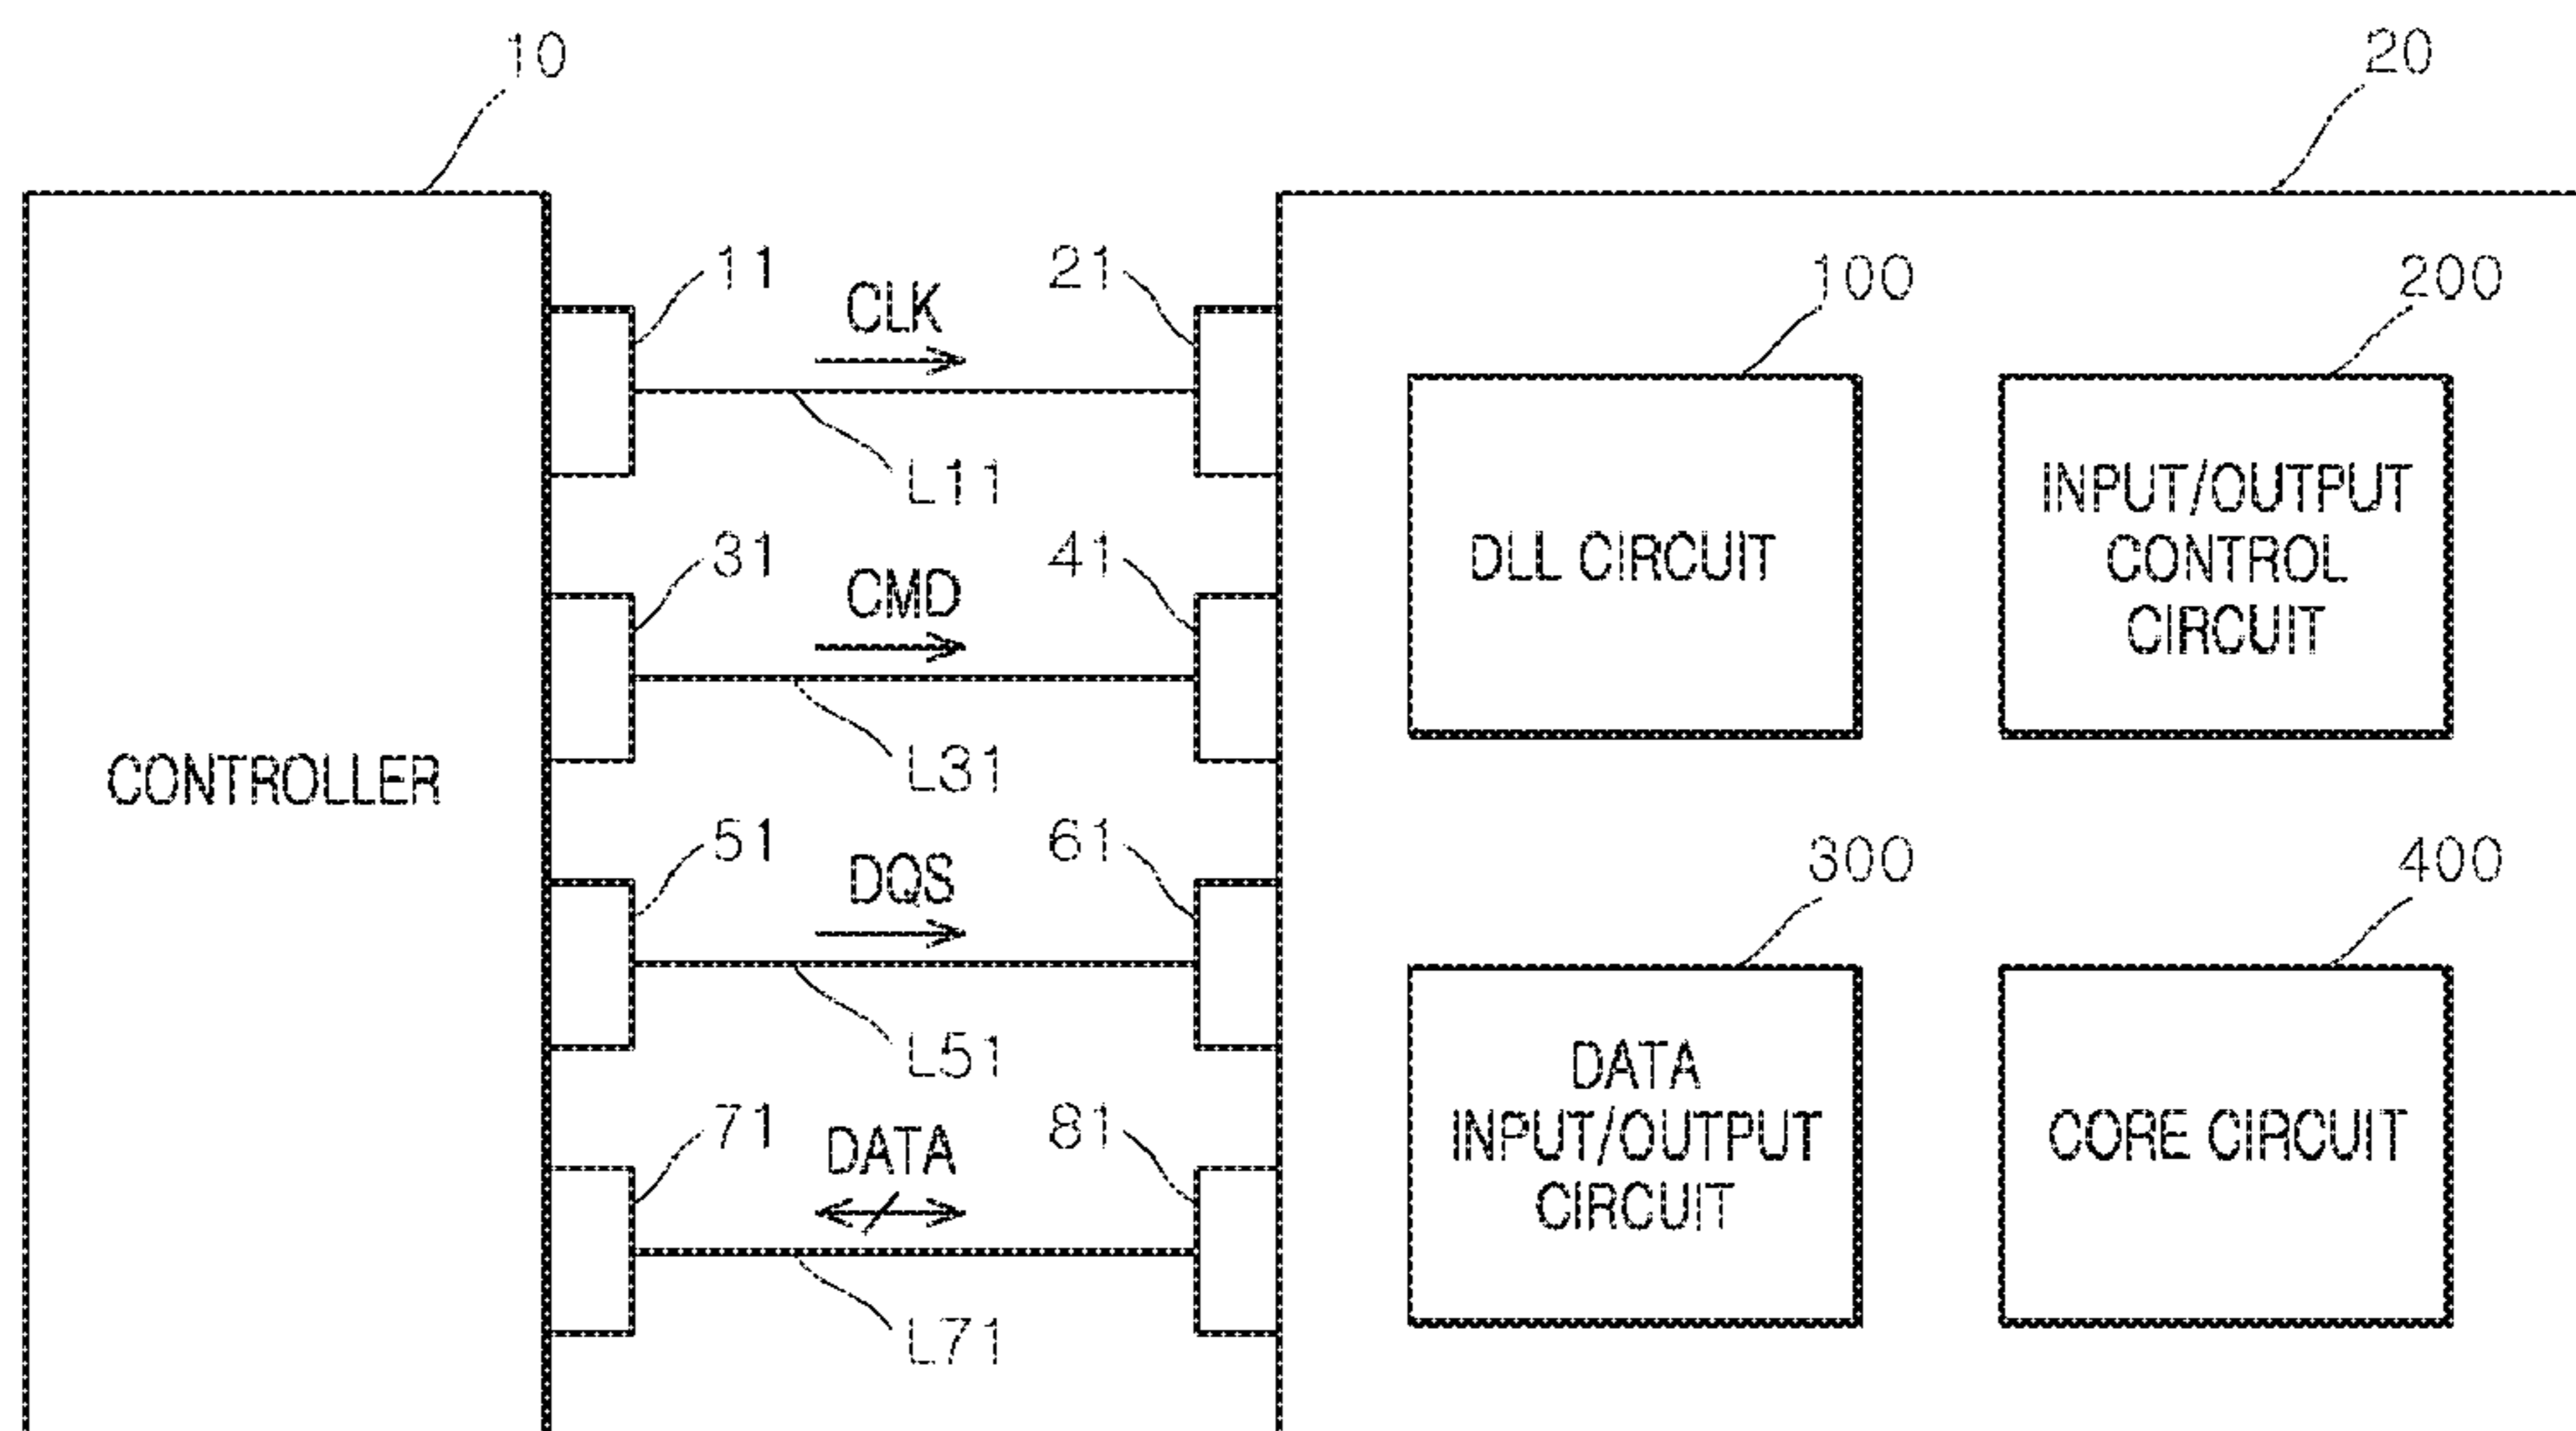 10
20
11
CLK
21
L11
31
CMD
41
L31
CONTROLLER
51
DQS
61
L51
71
DATA
81
L71
100
DLL CIRCUIT
200
INPUT/OUTPUT
CONTROL
CIRCUIT
300
DATA
INPUT/OUTPUT
CIRCUIT
400
CORE CIRCUIT